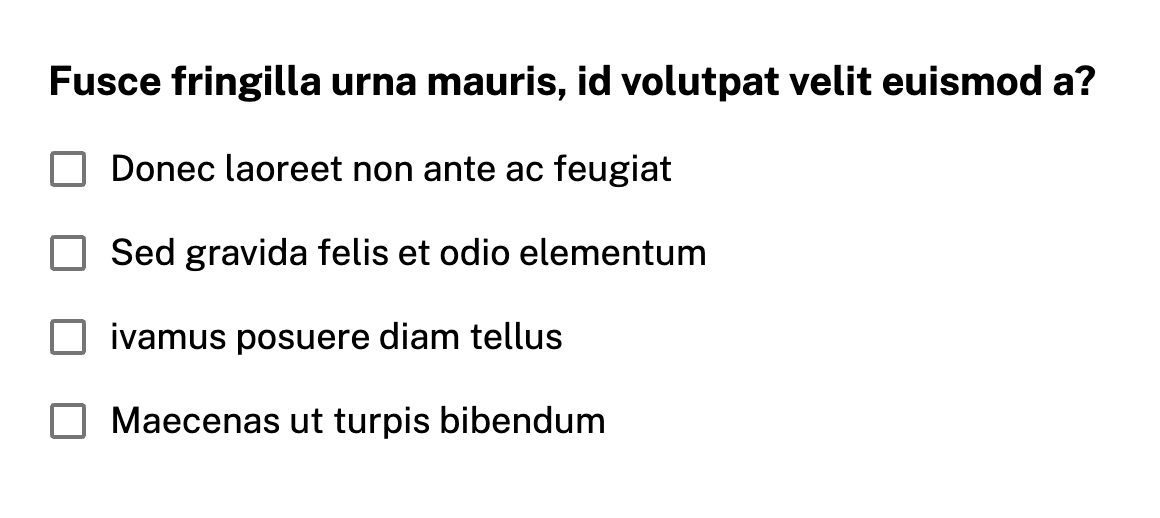 Fusce fringilla urna mauris, id volutpat velit euismod a?
Donec laoreet non ante ac feugiat
Sed gravida felis et odio elementum
ivamus posuere diam tellus
Maecenas ut turpis bibendum